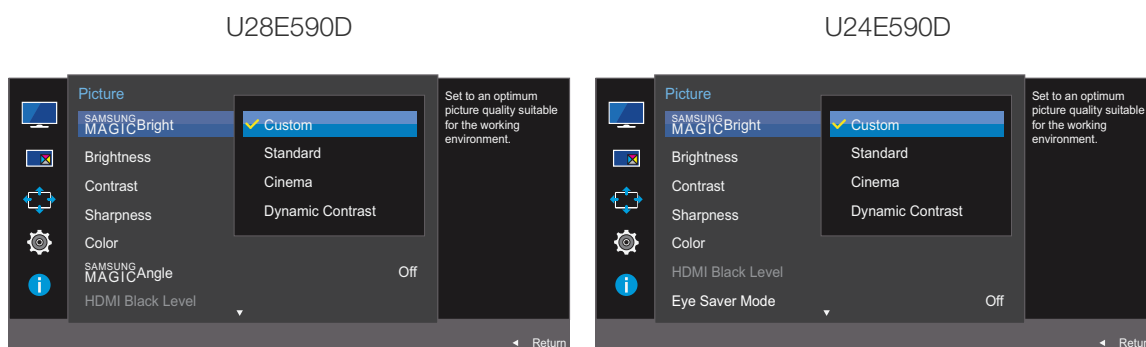 U28E590D
Picture
SAMSUNG
MAGICBright
Brightness
Contrast
Sharpness
Color
SAMSUNG
MAGICAngle
Off
HDMI Black Level
Custom
Standard
Cinema
Dynamic Contrast
Set to an optimum
picture quality suitable
for the working
environment.
Return
U24E590D
Picture
SAMSUNG
MAGICBright
Brightness
Contrast
Sharpness
Color
HDMI Black Level
Eye Saver Mode
Off
Custom
Standard
Cinema
Dynamic Contrast
Set to an optimum
picture quality suitable
for the working
environment.
Retur